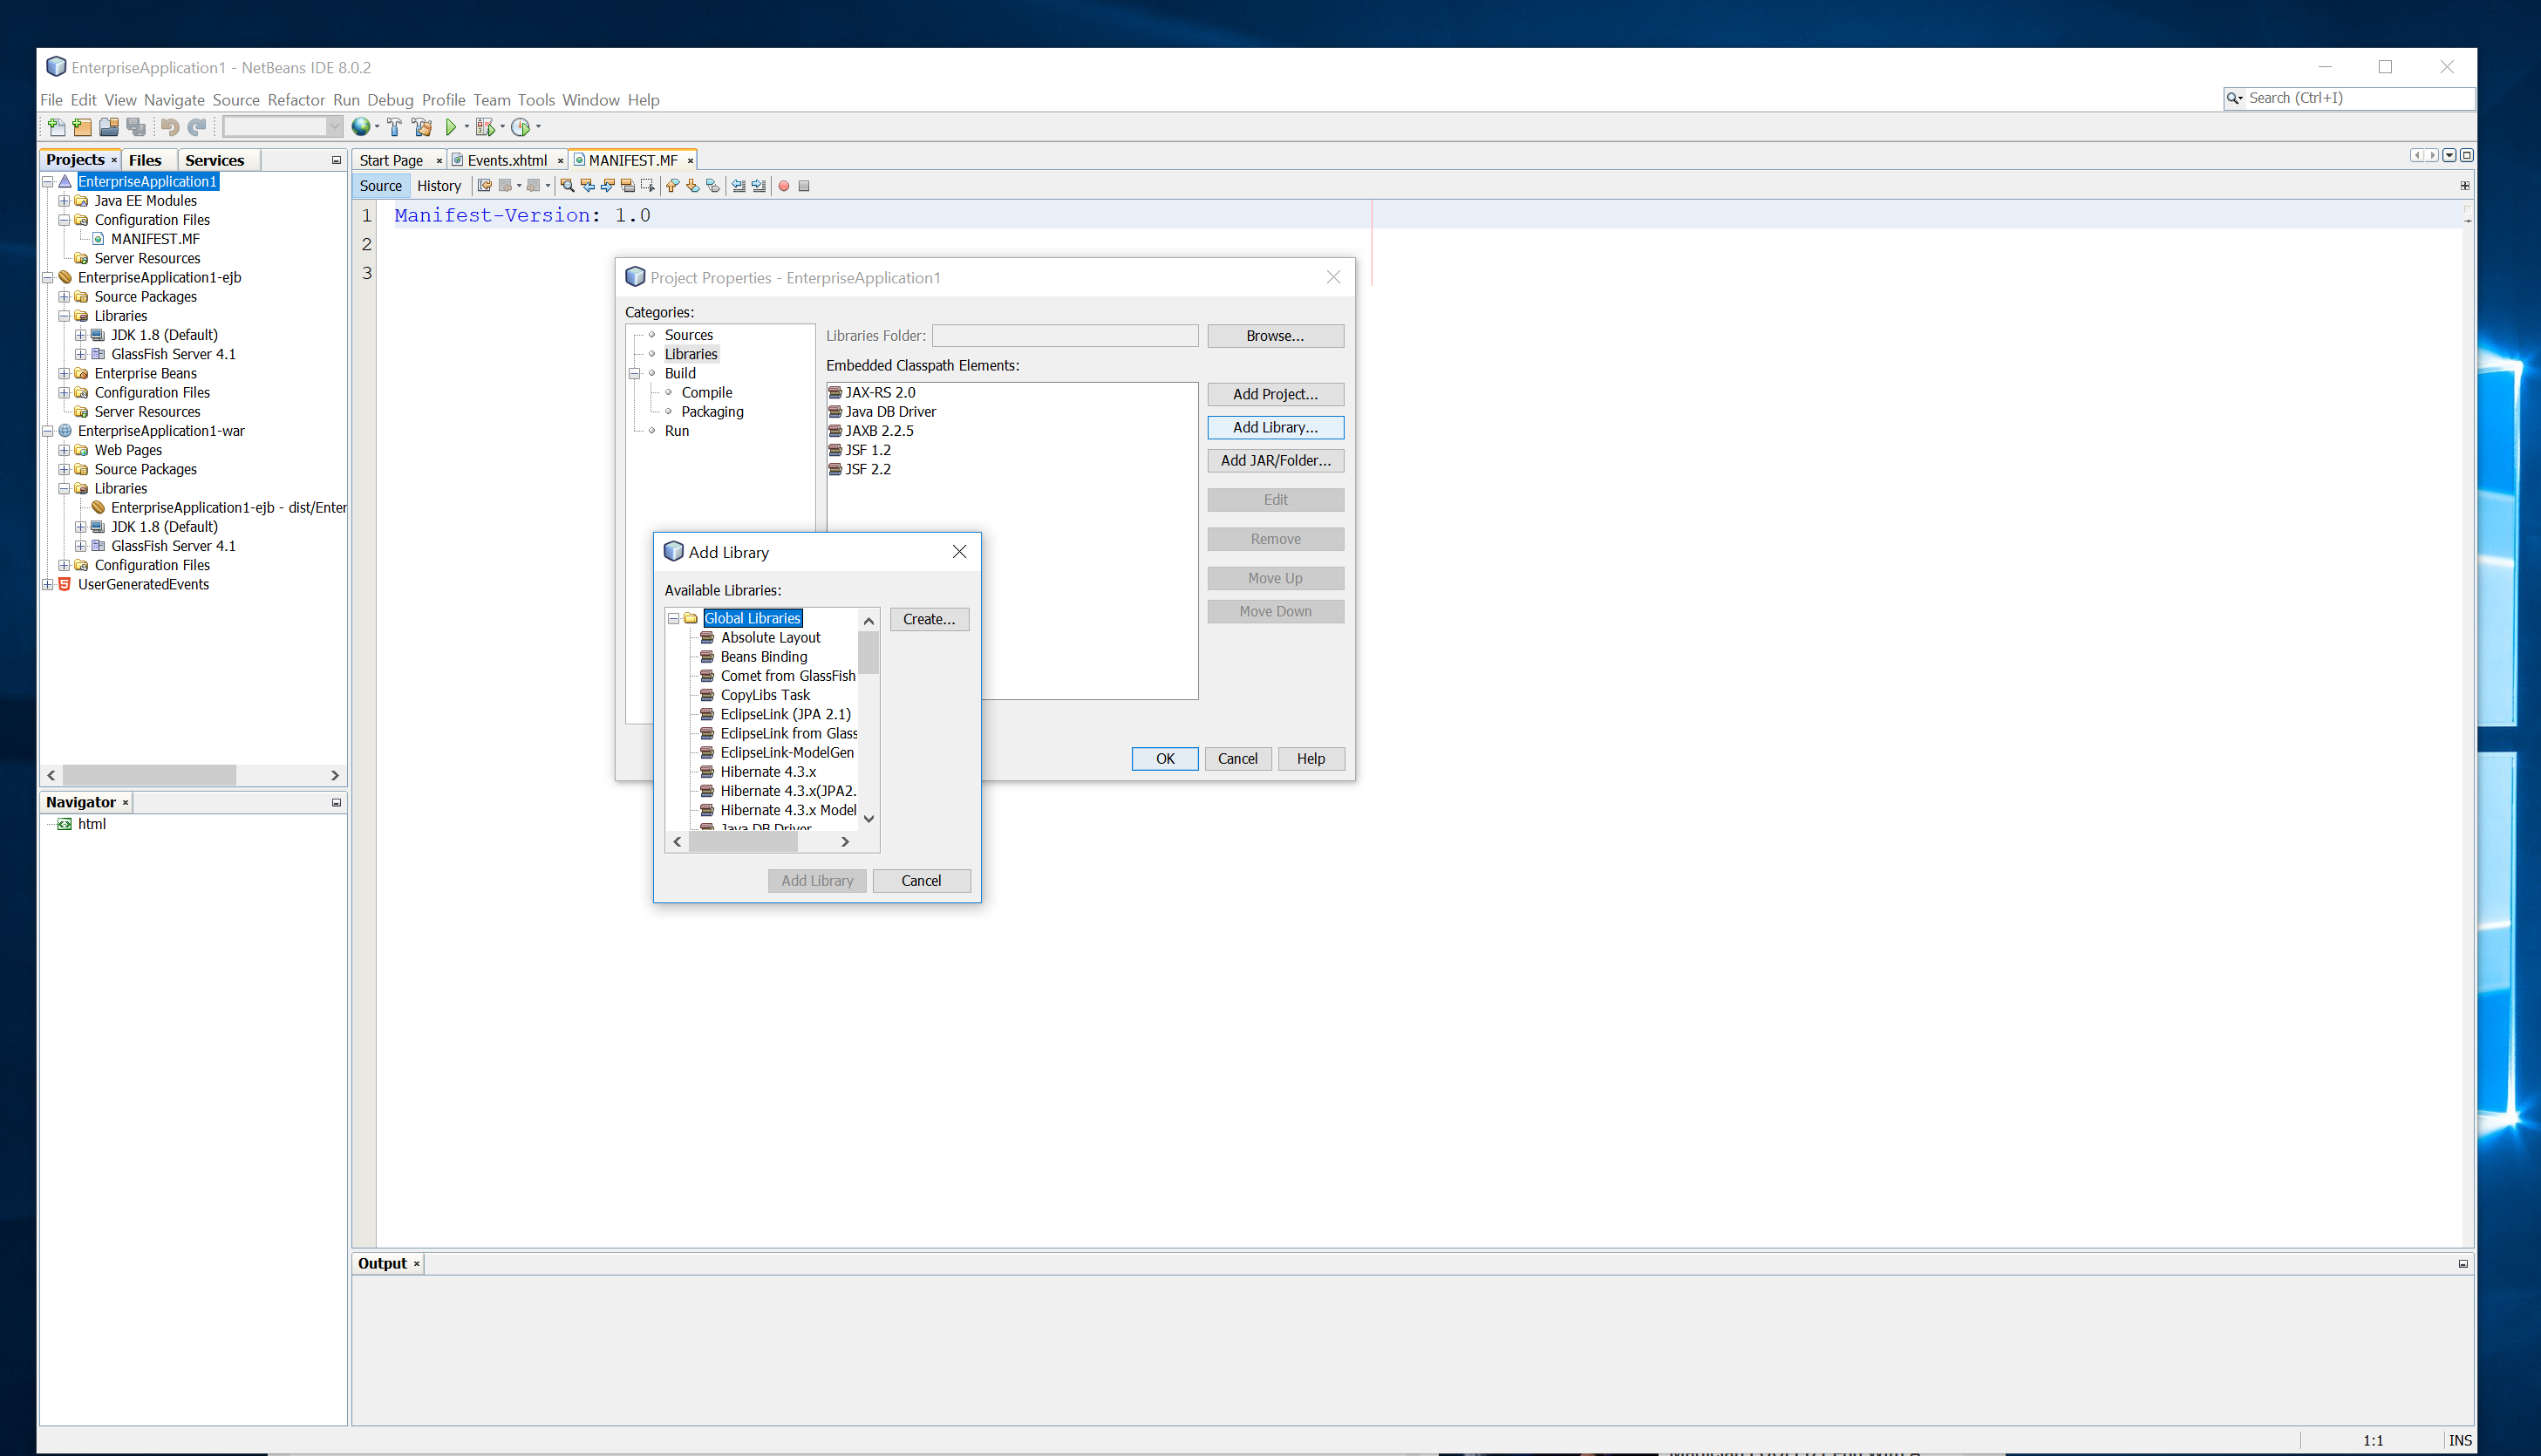 EnterpriseApplication1 - NetBeans IDE 8.0.2
File Edit View Navigate Source Refactor Run Debug Profile Team Tools Window Help
Search (Ctrl+I)
Projects
Files
Services
EnterpriseApplication1
Java EE Modules
Configuration Files
MANIFEST.MF
Server Resources
EnterpriseApplication1-ejb
Source Packages
Libraries
JDK 1.8 (Default)
GlassFish Server 4.1
Enterprise Beans
Configuration Files
Server Resources
EnterpriseApplication1-war
Web Pages
Source Packages
Libraries
EnterpriseApplication1-ejb - dist/Enter
JDK 1.8 (Default)
GlassFish Server 4.1
Configuration Files
UserGeneratedEvents
Navigator
html
Start Page
Events.xhtml
MANIFEST.MF
Source
History
1 Manifest-Version: 1.0
2
3
Project Properties - EnterpriseApplication1
Categories:
Sources
Libraries
Build
Compile
Packaging
Run
Libraries Folder:
Browse...
Embedded Classpath Elements:
JAX-RS 2.0
Java DB Driver
JAXB 2.2.5
JSF 1.2
JSF 2.2
Add Project...
Add Library...
Add JAR/Folder...
Edit
Remove
Move Up
Move Down
OK
Cancel
Help
Add Library
Available Libraries:
Global Libraries
Absolute Layout
Beans Binding
Comet from GlassFish
CopyLibs Task
EclipseLink (JPA 2.1)
EclipseLink from Glass
EclipseLink-ModelGen
Hibernate 4.3.x
Hibernate 4.3.x(JPA2.
Hibernate 4.3.x Model
Java DB Driver
Create...
Add Library
Cancel
Output
1:1
INS